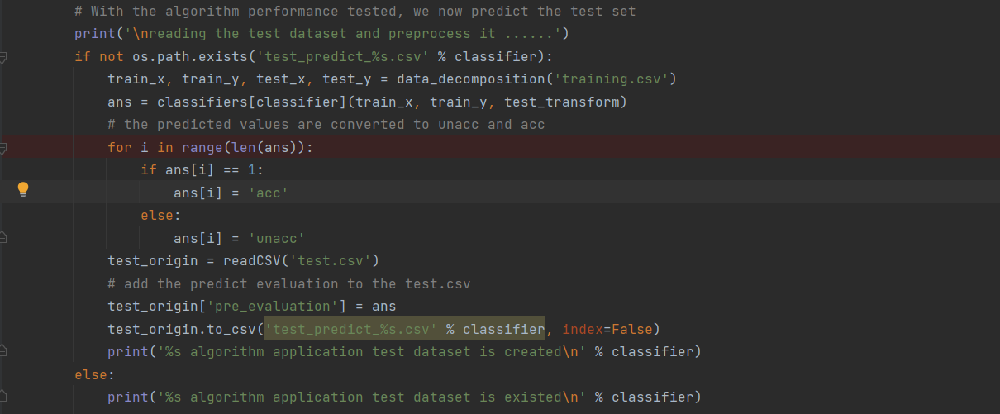 # With the algorithm performance tested, we now predict the test set
print('\nreading the test dataset and preprocess it ......')
if not os.path.exists('test_predict_%s.csv' % classifier):
train_x, train_y, test_x, test_y = data_decomposition('training.csv')
ans = classifiers[classifier](train_x, train_y, test_transform)
# the predicted values are converted to unacc and acc
for i in range(len(ans)):
if ans[i] == 1:
ans[i] = 'acc'
else:
ans[i] = 'unacc'
test_origin = readCSV('test.csv')
# add the predict evaluation to the test.csv
test_origin['pre_evaluation'] = ans
test_origin.to_csv('test_predict_%s.csv' % classifier, index=False)
print('%s algorithm application test dataset is created\n' % classifier)
else:
print('%s algorithm application test dataset is existed\n' % classifier)